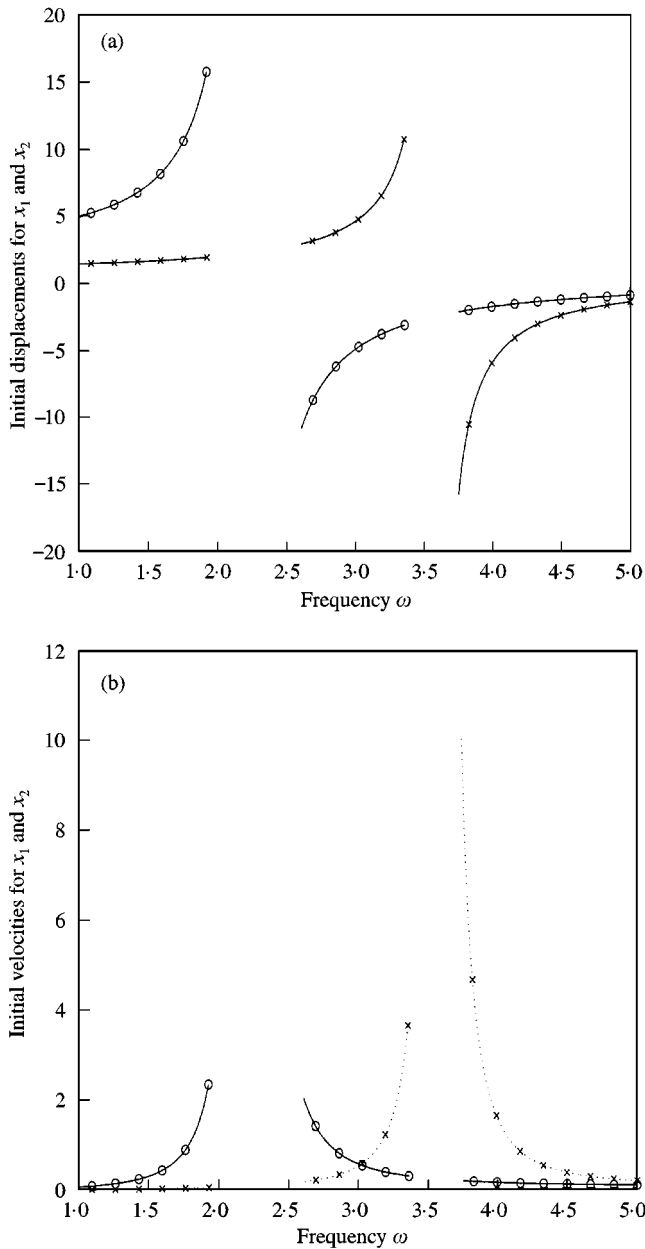 (a)
20
15
10
5
0
−5
−10
−15
−20
Initial displacements for x₁ and x₂
1·0 1·5 2·0 2·5 3·0 3·5 4·0 4·5 5·0
Frequency ω
(b)
12
10
8
6
4
2
0
Initial velocities for x₁ and x₂
1·0 1·5 2·0 2·5 3·0 3·5 4·0 4·5 5·0
Frequency ω